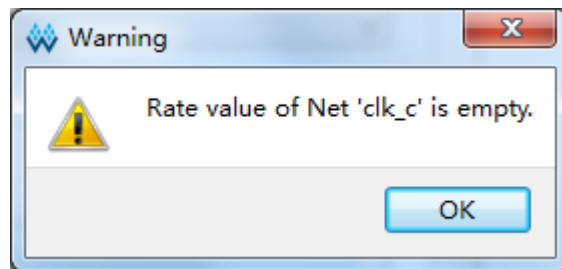 Warning
Rate value of Net 'clk_c' is empty.
OK